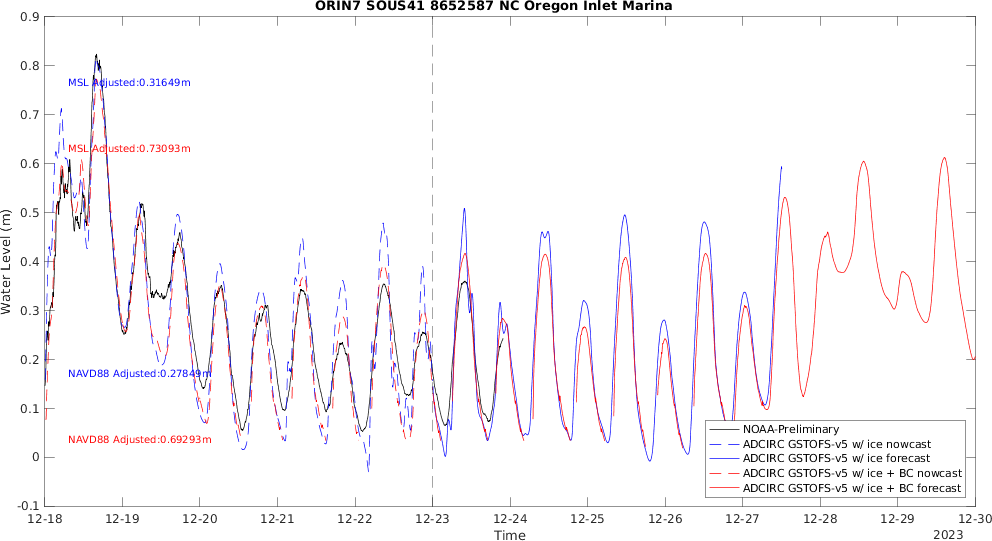 ORIN7 SOUS41 8652587 NC Oregon Inlet Marina
0.9
0.8
0.7
0.6
0.5
0.4
0.3
0.2
0.1
0
-0.1
Water Level (m)
MSL Adjusted:0.31649m
MSL Adjusted:0.73093m
NAVD88 Adjusted:0.27849m
NAVD88 Adjusted:0.69293m
NOAA-Preliminary
ADCIRC GSTOFS-v5 w/ ice nowcast
ADCIRC GSTOFS-v5 w/ ice forecast
ADCIRC GSTOFS-v5 w/ ice + BC nowcast
ADCIRC GSTOFS-v5 w/ ice + BC forecast
12-18 12-19 12-20 12-21 12-22 12-23 12-24 12-25 12-26 12-27 12-28 12-29 12-30
Time
2023